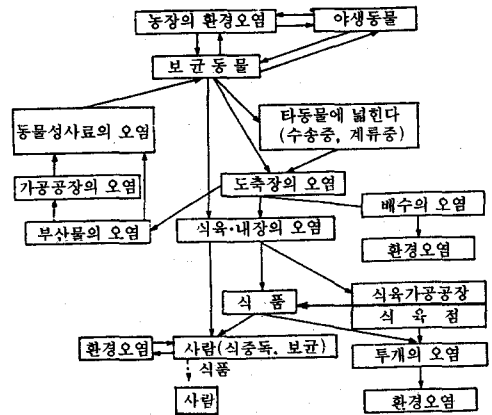 농장의 환경오염
야생동물
보균동물
타동물에 넓힌다
(수송중, 계류중)
동물성사료의 오염
가공공장의 오염
도축장의 오염
배수의 오염
부산물의 오염
식육·내장의 오염
환경오염
식육가공공장
식 품
식 육 점
환경오염
사람(식중독, 보균)
투개의 오염
식품
사람
환경오염